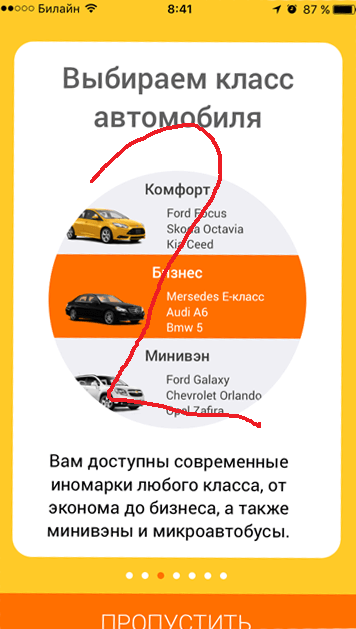 Билайн 8:41 87 %
Выбираем класс
автомобиля
Комфорт
Ford Focus
Skoda Octavia
Kia Ceed
Бизнес
Mersedes E-класс
Audi A6
Bmw 5
Минивэн
Ford Galaxy
Chevrolet Orlando
Opel Zafira
2
Вам доступны современные
иномарки любого класса, от
эконома до бизнеса, а также
минивэны и микроавтобусы.
ПРОПУСТИТЬ